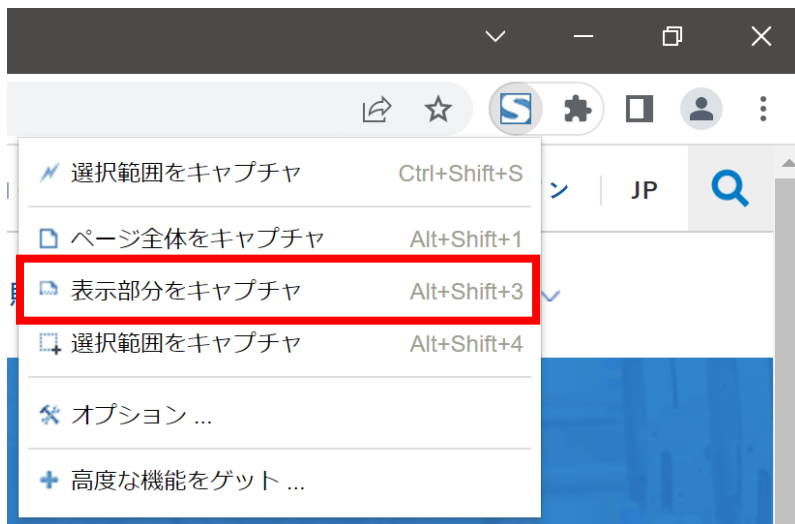 選択範囲をキャプチャ Ctrl+Shift+S
ン JP
ページ全体をキャプチャ Alt+Shift+1
表示部分をキャプチャ Alt+Shift+3
選択範囲をキャプチャ Alt+Shift+4
オプション ...
高度な機能をゲット ...